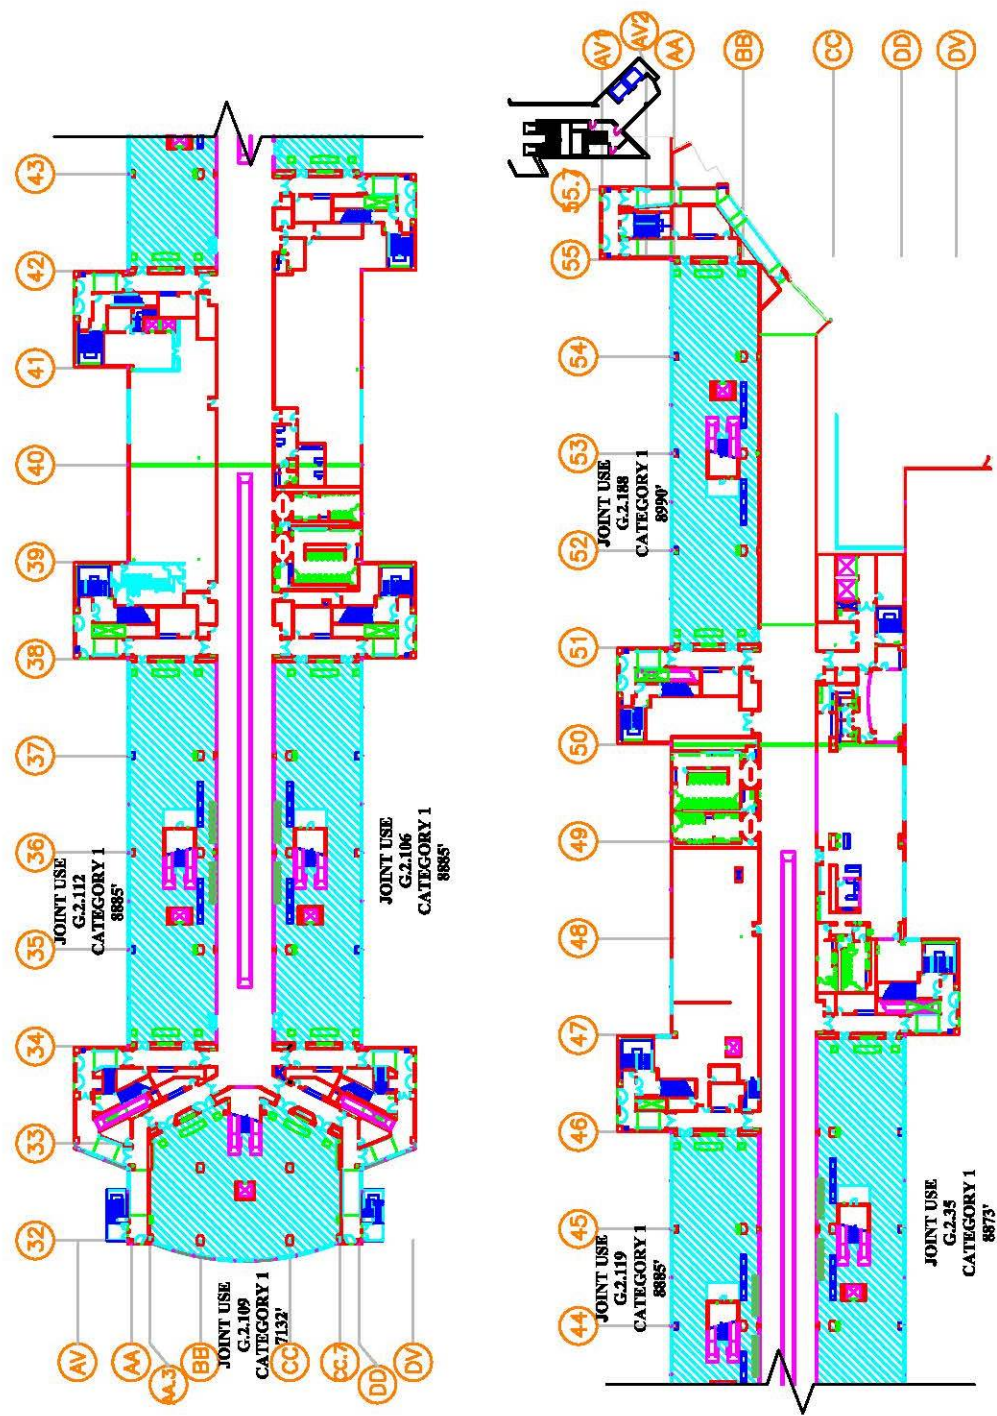 43
42
41
40
39
38
37
36
35
34
33
32
JOINT USE
G.2.112
CATEGORY 1
8885'
JOINT USE
G.2.106
CATEGORY 1
8885'
JOINT USE
G.2.109
CATEGORY 1
7132'
AV
AA
AA.3
BB
CC
CC.7
DD
DV
AV1
AV2
AA
BB
CC
DD
DV
55.7
55
54
53
52
51
50
49
48
47
46
45
44
JOINT USE
G.2.188
CATEGORY 1
8990'
JOINT USE
G.2.119
CATEGORY 1
8885'
JOINT USE
G.2.35
CATEGORY 1
8873'